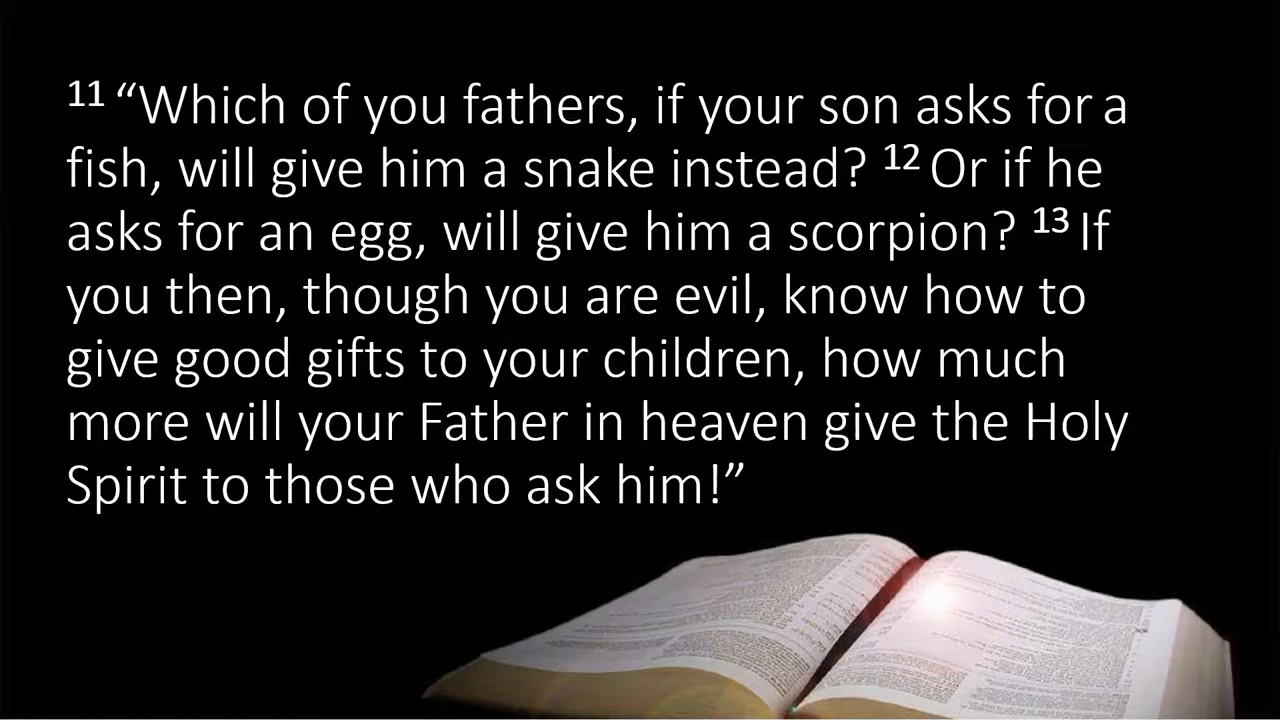 11 “Which of you fathers, if your son asks for a
fish, will give him a snake instead? 12 Or if he
asks for an egg, will give him a scorpion? 13 If
you then, though you are evil, know how to
give good gifts to your children, how much
more will your Father in heaven give the Holy
Spirit to those who ask him!”